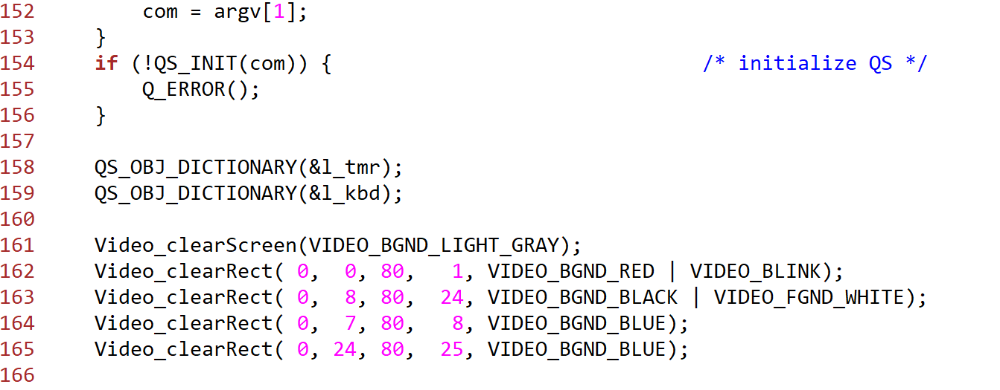 152         com = argv[1];
153     }
154     if (!QS_INIT(com)) {                               /* initialize QS */
155         Q_ERROR();
156     }
157
158     QS_OBJ_DICTIONARY(&l_tmr);
159     QS_OBJ_DICTIONARY(&l_kbd);
160
161     Video_clearScreen(VIDEO_BGND_LIGHT_GRAY);
162     Video_clearRect( 0,  0, 80,   1, VIDEO_BGND_RED | VIDEO_BLINK);
163     Video_clearRect( 0,  8, 80,  24, VIDEO_BGND_BLACK | VIDEO_FGND_WHITE);
164     Video_clearRect( 0,  7, 80,   8, VIDEO_BGND_BLUE);
165     Video_clearRect( 0, 24, 80,  25, VIDEO_BGND_BLUE);
166